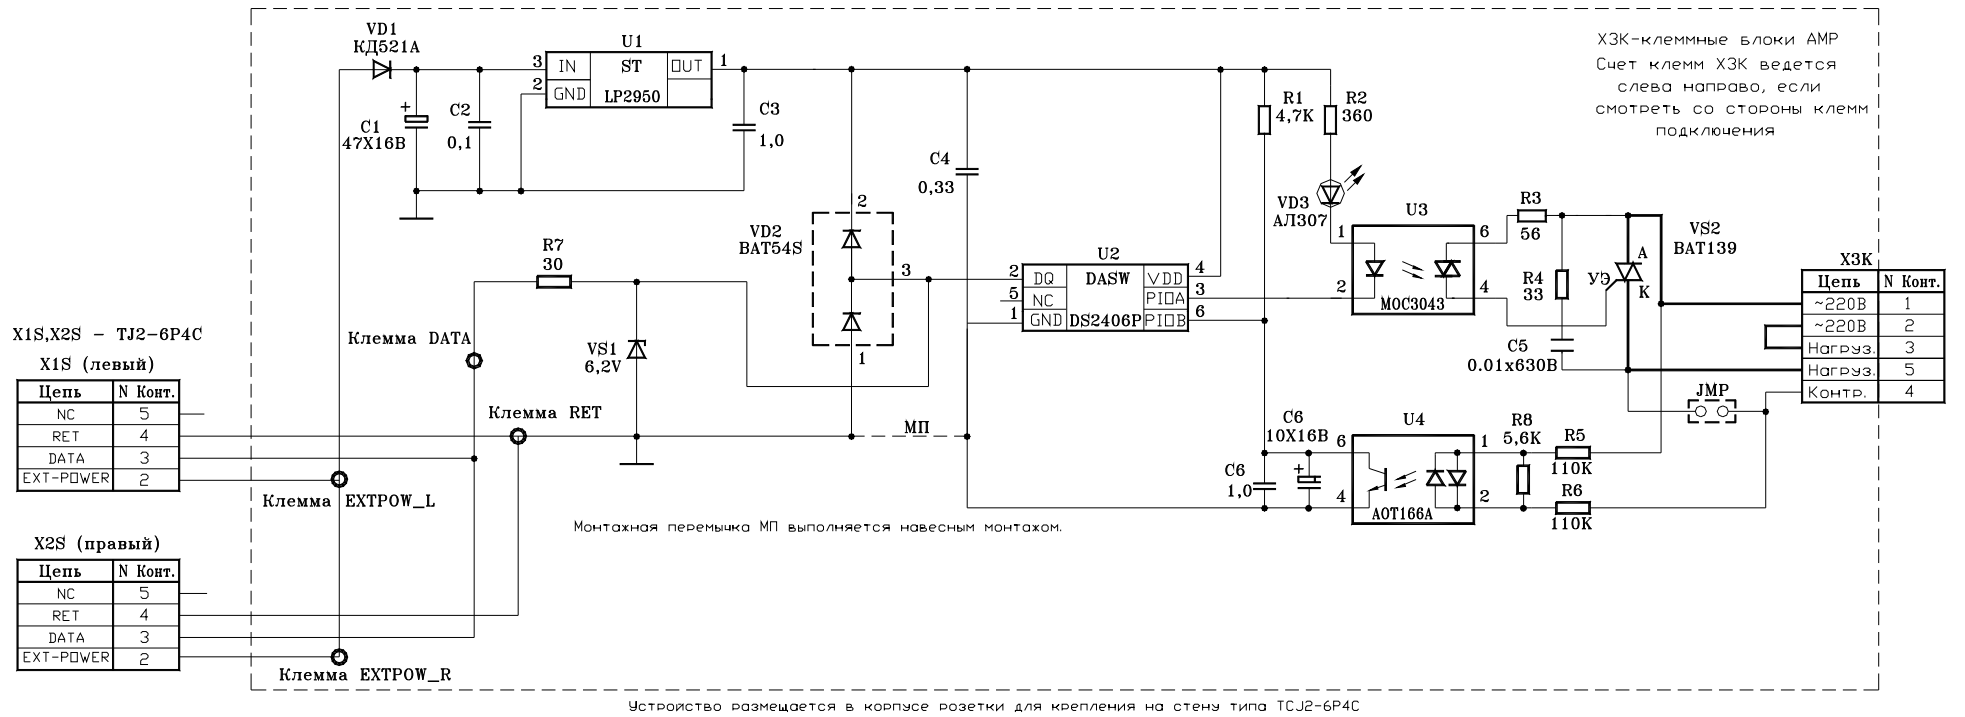 VD1
КД521А
U1
3 IN ST OUT 1
2 GND LP2950
+
C1
47X16В
C2
0,1
C3
1,0
C4
0,33
R1
4,7K
R2
360
X3K-клеммные блоки AMP
Счет клемм X3K ведется
слева направо, если
смотреть со стороны клемм
подключения
VD3
АЛ307
VD2
BAT54S
2
3
1
R7
30
VS1
6,2V
U2
2 DQ DASW VDD 4
5 NC PIOA 3
1 GND DS2406P PIOB 6
U3
1
2
6
4
MOC3043
R3
56
R4
33
C5
0.01x630В
VS2
BAT139
А
УЭ
К
X3K
Цепь N Конт.
~220В 1
~220В 2
Нагруз. 3
Нагруз. 5
Контр. 4
JMP
X1S,X2S - TJ2-6P4C
X1S (левый)
Цепь N Конт.
NC 5
RET 4
DATA 3
EXT-POWER 2
Клемма DATA
Клемма RET
Клемма EXTPOW_L
МП
C6
10X16В
+
C6
1,0
U4
6
4
1
2
АОТ166А
R8
5,6K
R5
110K
R6
110K
Монтажная перемычка МП выполняется навесным монтажом.
X2S (правый)
Цепь N Конт.
NC 5
RET 4
DATA 3
EXT-POWER 2
Клемма EXTPOW_R
Устройство размещается в корпусе розетки для крепления на стену типа TCJ2-6P4C